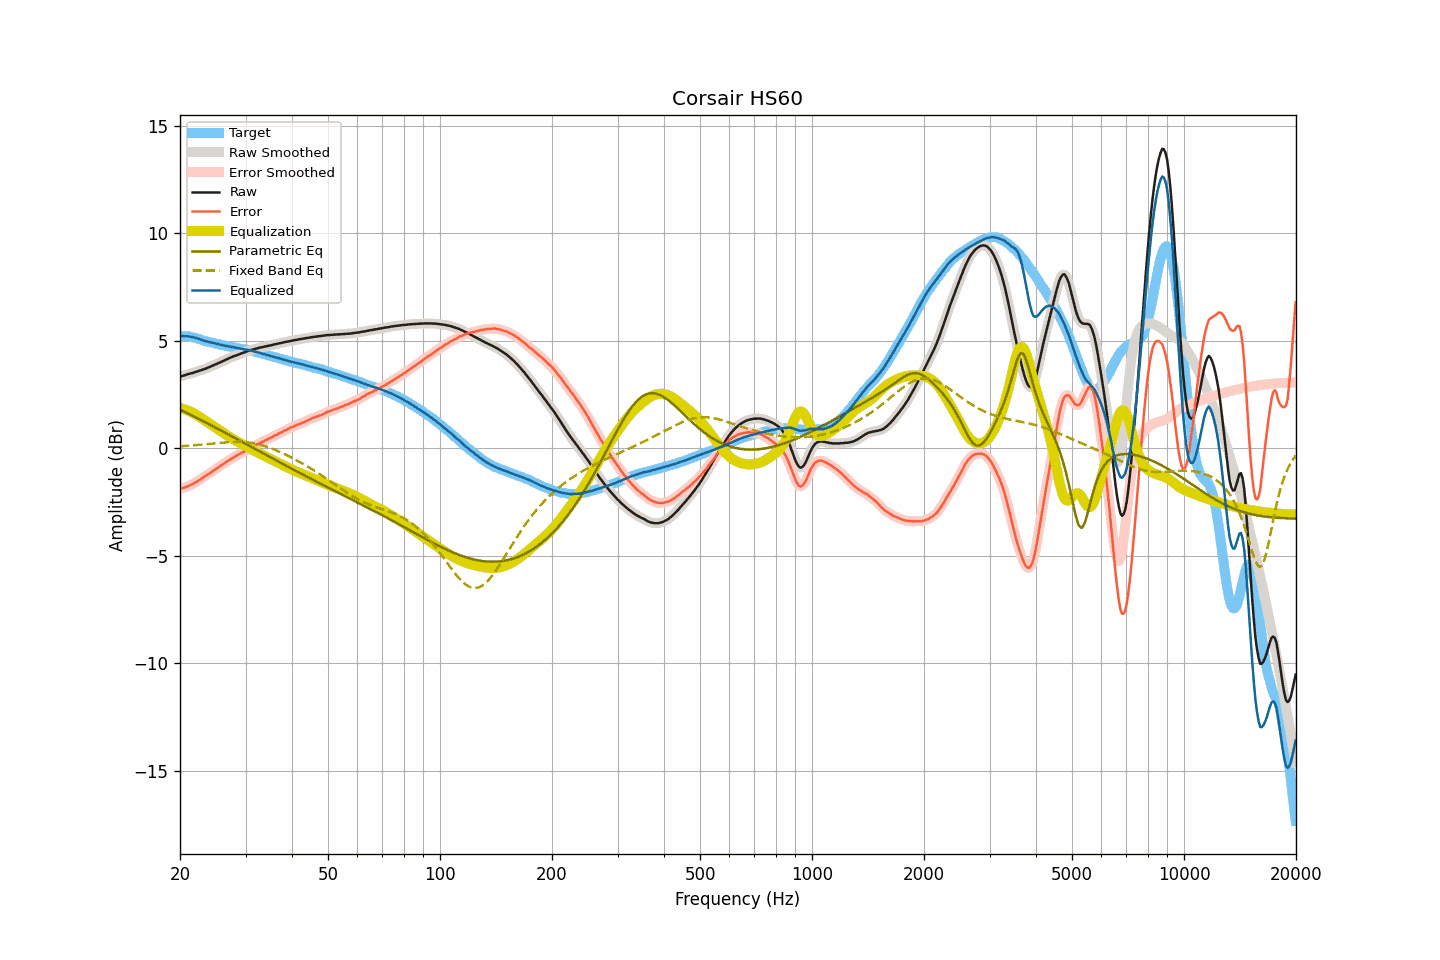 Corsair HS60
15
10
5
0
−5
−10
−15
Amplitude (dBr)
Target
Raw Smoothed
Error Smoothed
Raw
Error
Equalization
Parametric Eq
Fixed Band Eq
Equalized
20 50 100 200 500 1000 2000 5000 10000 20000
Frequency (Hz)